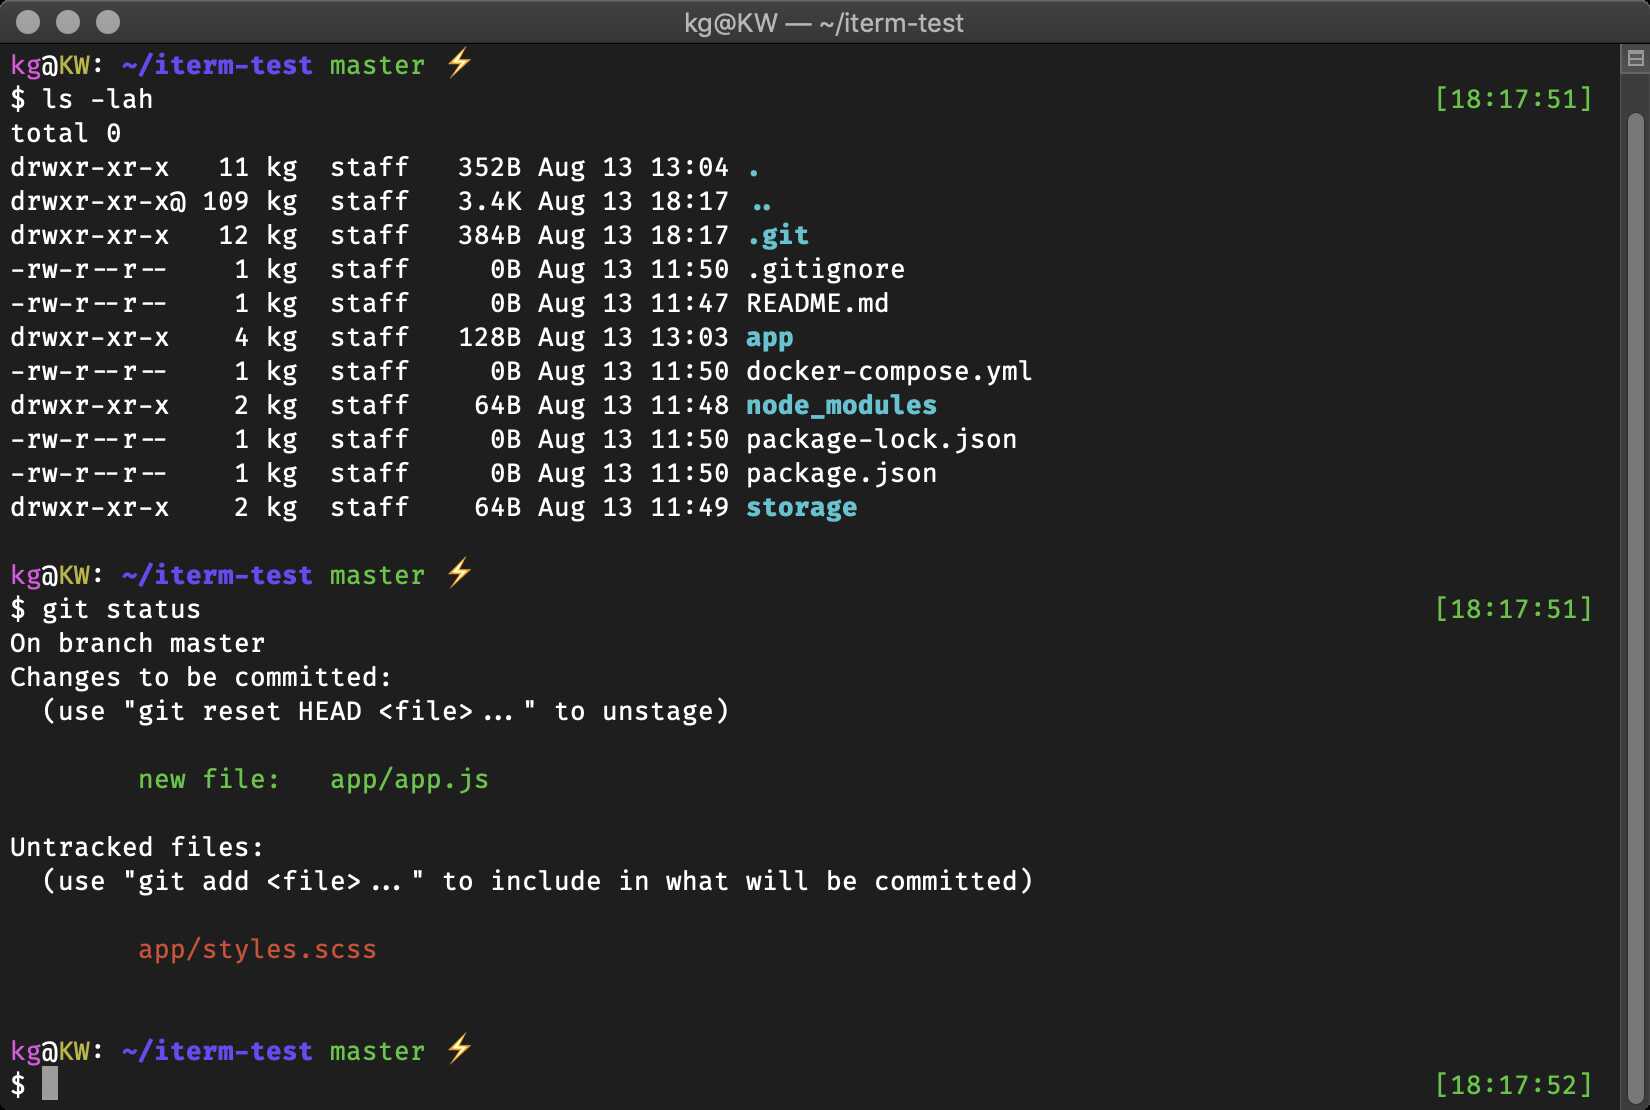 kg@KW — ~/iterm-test
kg@KW: ~/iterm-test master ⚡
$ ls -lah [18:17:51]
total 0
drwxr-xr-x   11 kg  staff   352B Aug 13 13:04 .
drwxr-xr-x@ 109 kg  staff   3.4K Aug 13 18:17 ..
drwxr-xr-x   12 kg  staff   384B Aug 13 18:17 .git
-rw-r--r--    1 kg  staff     0B Aug 13 11:50 .gitignore
-rw-r--r--    1 kg  staff     0B Aug 13 11:47 README.md
drwxr-xr-x    4 kg  staff   128B Aug 13 13:03 app
-rw-r--r--    1 kg  staff     0B Aug 13 11:50 docker-compose.yml
drwxr-xr-x    2 kg  staff    64B Aug 13 11:48 node_modules
-rw-r--r--    1 kg  staff     0B Aug 13 11:50 package-lock.json
-rw-r--r--    1 kg  staff     0B Aug 13 11:50 package.json
drwxr-xr-x    2 kg  staff    64B Aug 13 11:49 storage
kg@KW: ~/iterm-test master ⚡
$ git status [18:17:51]
On branch master
Changes to be committed:
  (use "git reset HEAD <file>..." to unstage)
        new file:   app/app.js
Untracked files:
  (use "git add <file>..." to include in what will be committed)
        app/styles.scss
kg@KW: ~/iterm-test master ⚡
$ [18:17:52]